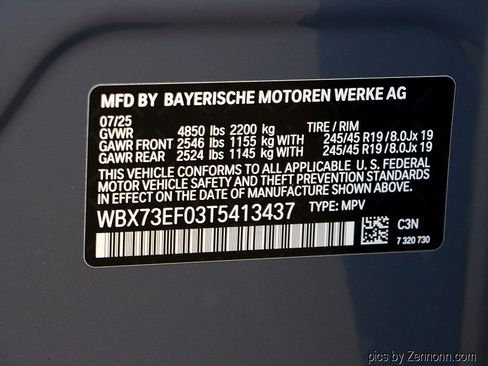 MFD BY BAYERISCHE MOTOREN WERKE AG
07/25
GVWR 4850 lbs 2200 kg TIRE / RIM
GAWR FRONT 2546 lbs 1155 kg WITH 245/45 R19 /8.0Jx 19
GAWR REAR 2524 lbs 1145 kg WITH 245/45 R19 /8.0Jx 19
THIS VEHICLE CONFORMS TO ALL APPLICABLE U. S. FEDERAL
MOTOR VEHICLE SAFETY AND THEFT PREVENTION STANDARDS
IN EFFECT ON THE DATE OF MANUFACTURE SHOWN ABOVE.
WBX73EF03T5413437 TYPE: MPV
C3N
7 320 730
pics by Zennonn.com